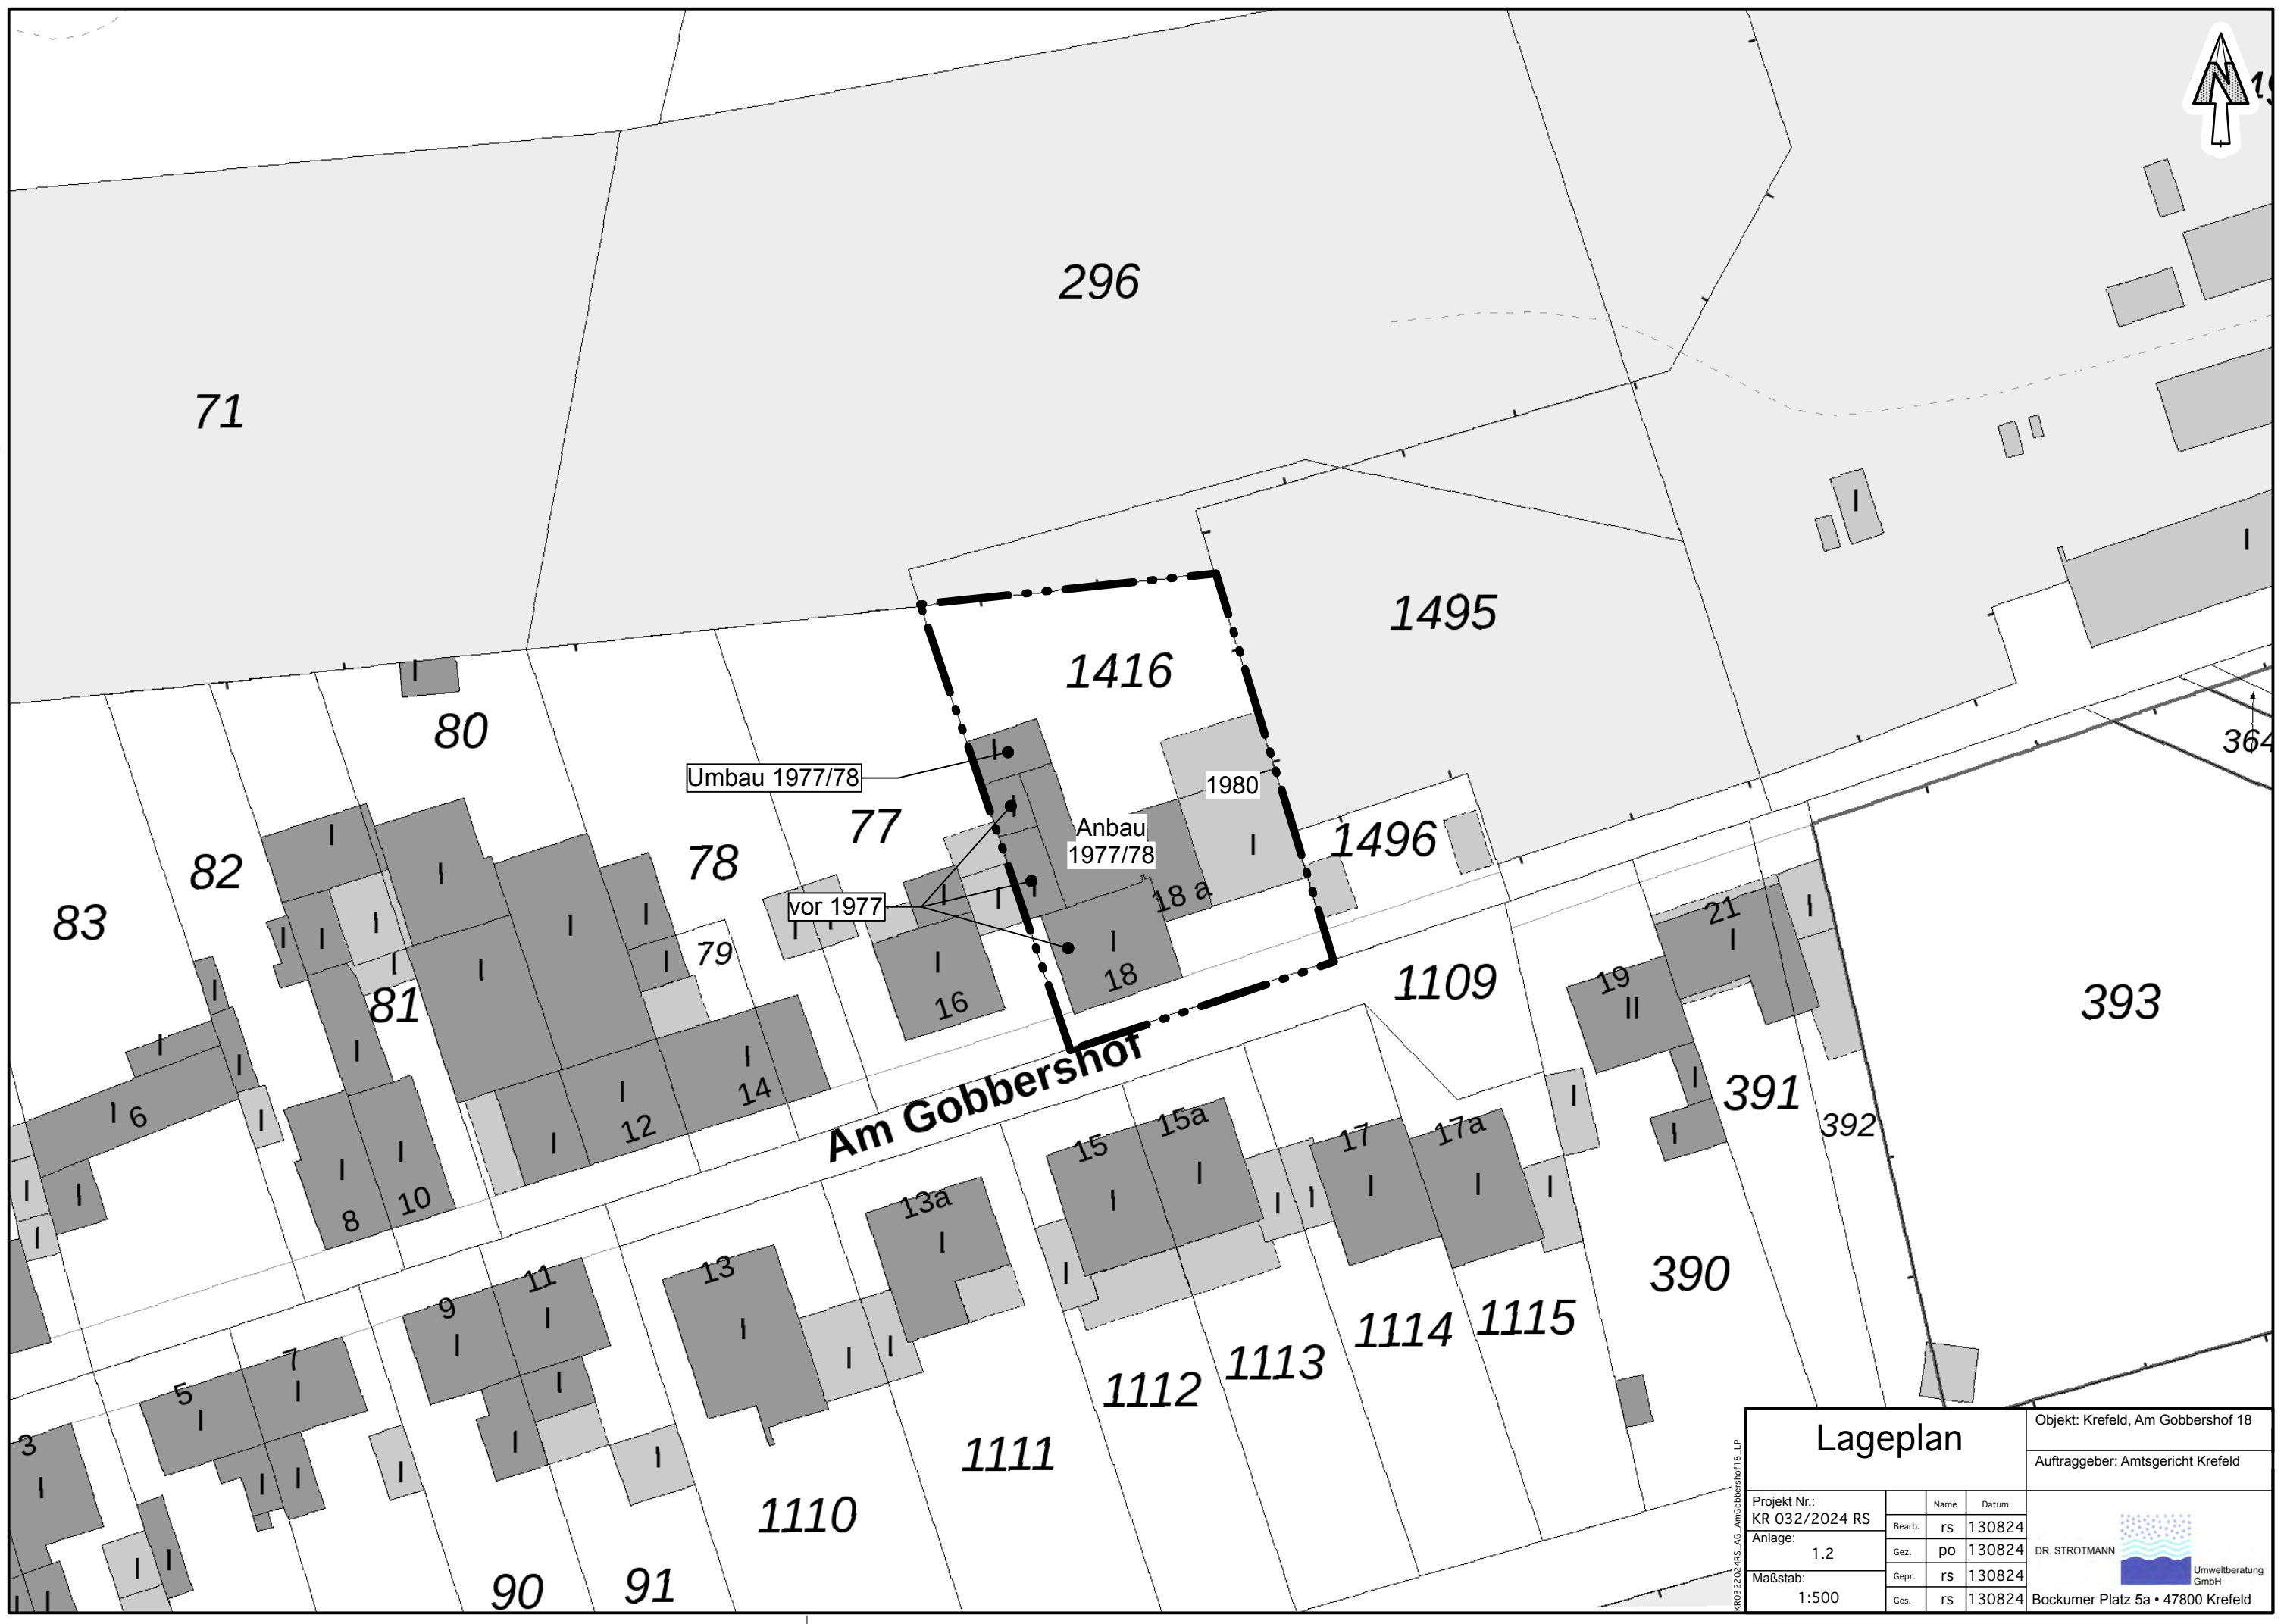 296
71
1495
1416
80
Umbau 1977/78
1980
77
Anbau
1977/78
1496
364
82
78
83
vor 1977
18 a
21
79
81
16
18
1109
19
II
393
6
12
14
Am Gobbershof
391
392
8
10
15
15a
17
17a
13a
13
11
9
390
7
5
1115
1114
1113
1112
3
1111
1110
90
91
Lageplan
Objekt: Krefeld, Am Gobbershof 18
Auftraggeber: Amtsgericht Krefeld
Projekt Nr.:
KR 032/2024 RS
Name Datum
Bearb. rs 130824
Anlage:
1.2
Gez. po 130824
Gepr. rs 130824
Maßstab:
1:500
Ges. rs 130824
DR. STROTMANN
Umweltberatung
GmbH
Bockumer Platz 5a • 47800 Krefeld
KR0322024RS_AG_AmGobbershof18_LP
N